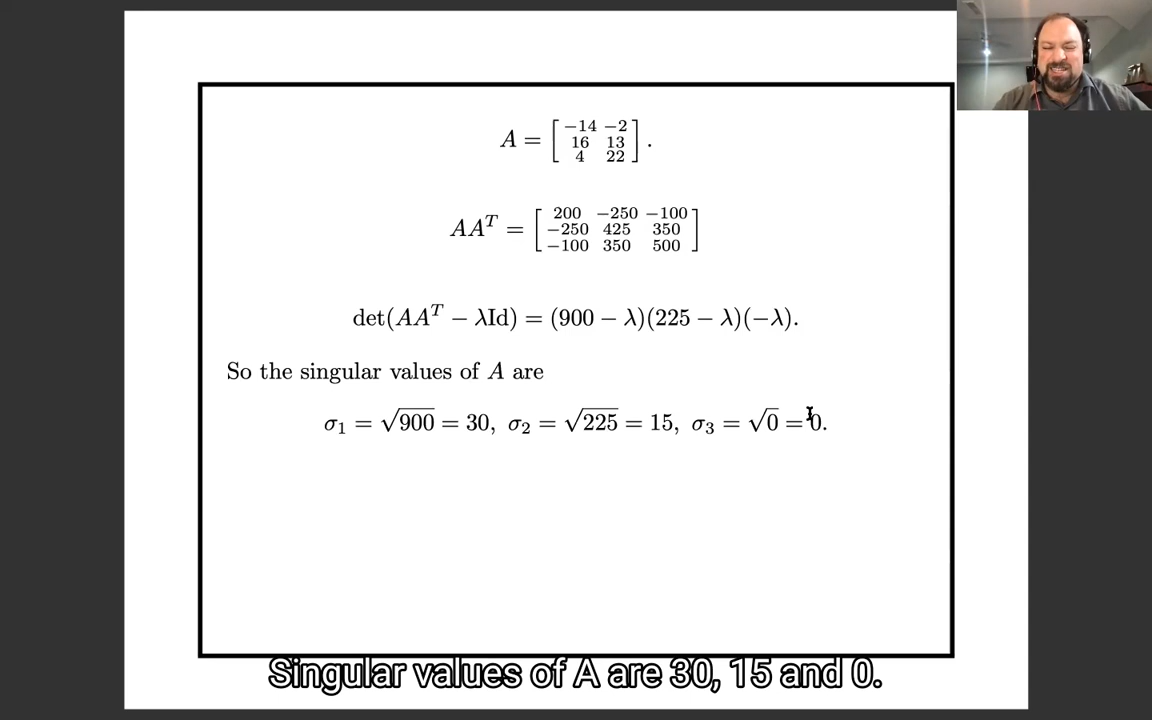 A = [ −14 −2
16 13
4 22 ] .
AAᵀ = [ 200 −250 −100
−250 425 350
−100 350 500 ]
det(AAᵀ − λId) = (900 − λ)(225 − λ)(−λ).
So the singular values of A are
σ₁ = √900 = 30, σ₂ = √225 = 15, σ₃ = √0 = 0.
Singular values of A are 30, 15 and 0.